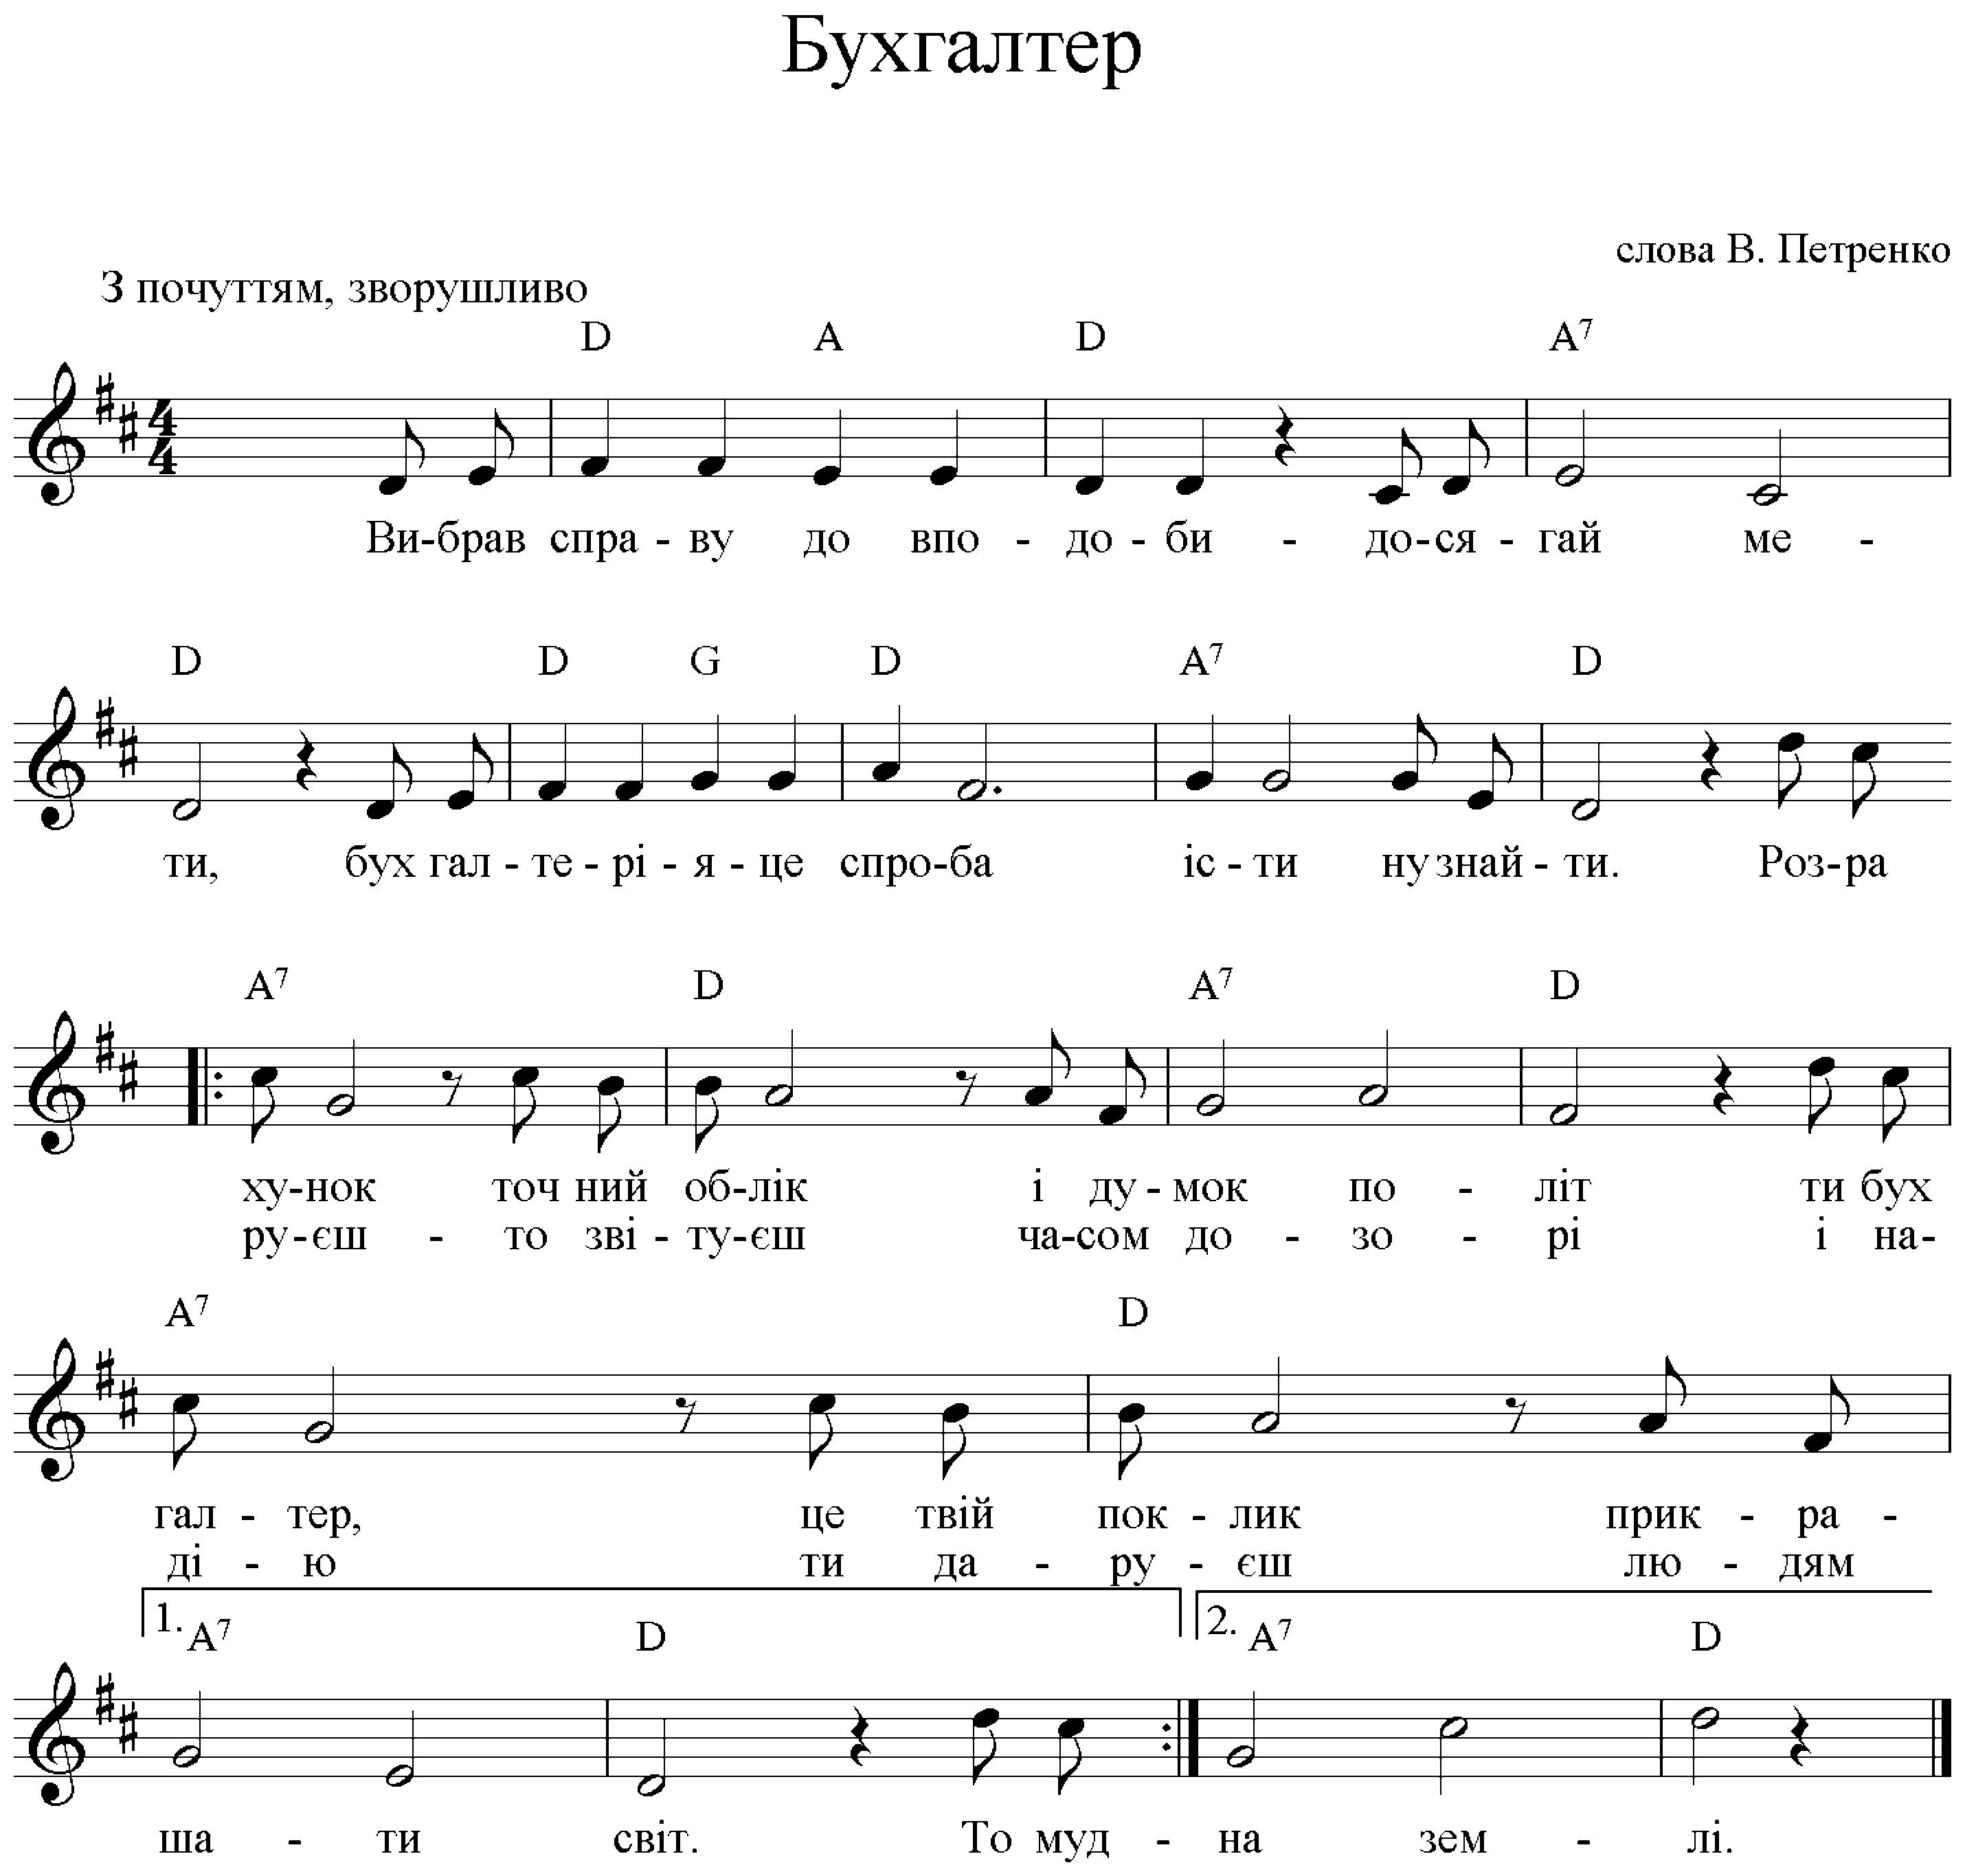 Бухгалтер
слова В. Петренко
З почуттям, зворушливо
D A D A7
Ви-брав спра - ву до впо - до - би - до-ся - гай ме -
D D G D A7 D
ти, бух гал - те - рі - я - це спро-ба іс - ти ну знай - ти. Роз-ра
A7 D A7 D
ху-нок точ ний об-лік і ду - мок по - літ ти бух
ру-єш - то зві - ту-єш ча-сом до - зо - рі і на-
A7 D
гал - тер, це твій пок - лик прик - ра -
ді - ю ти да - ру - єш лю - дям
1. A7 D 2. A7 D
ша - ти світ. То муд - на зем - лі.